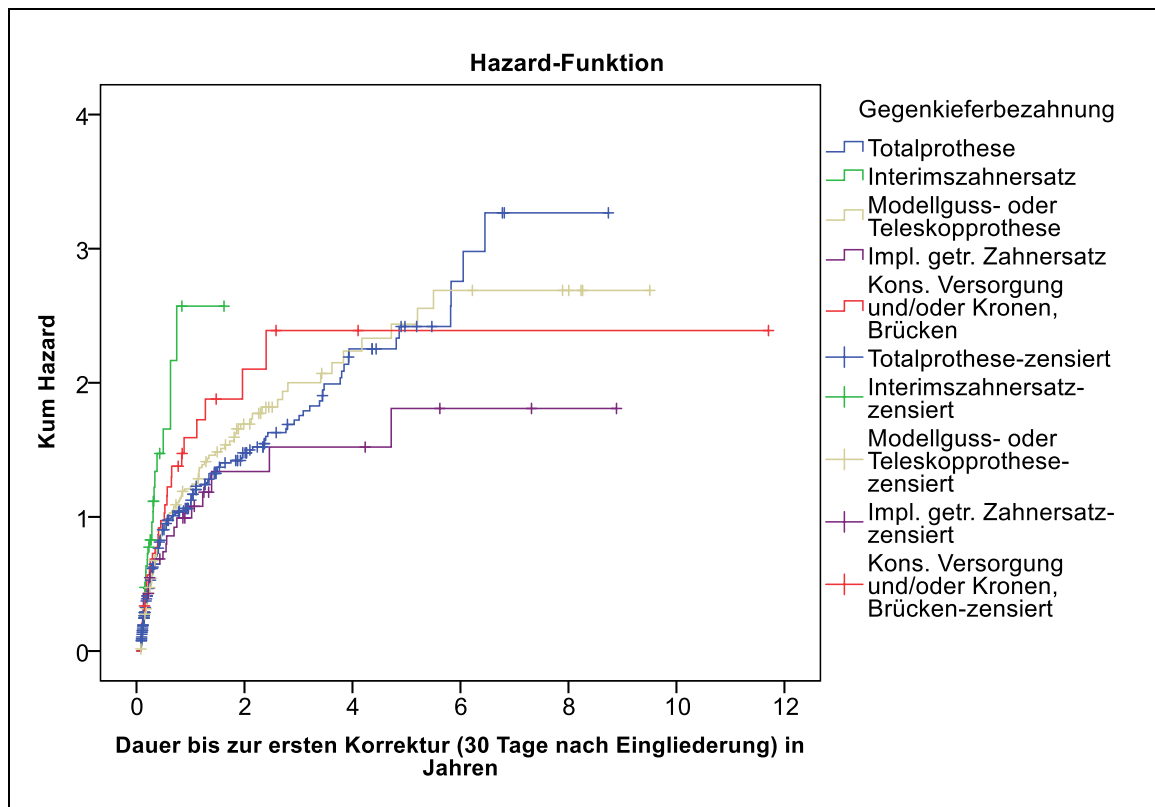 Hazard-Funktion
4
3
2
1
0
Kum Hazard
0 2 4 6 8 10 12
Dauer bis zur ersten Korrektur (30 Tage nach Eingliederung) in
Jahren
Gegenkieferbezahnung
Totalprothese
Interimszahnersatz
Modellguss- oder
Teleskopprothese
Impl. getr. Zahnersatz
Kons. Versorgung
und/oder Kronen,
Brücken
Totalprothese-zensiert
Interimszahnersatz-
zensiert
Modellguss- oder
Teleskopprothese-
zensiert
Impl. getr. Zahnersatz-
zensiert
Kons. Versorgung
und/oder Kronen,
Brücken-zensiert